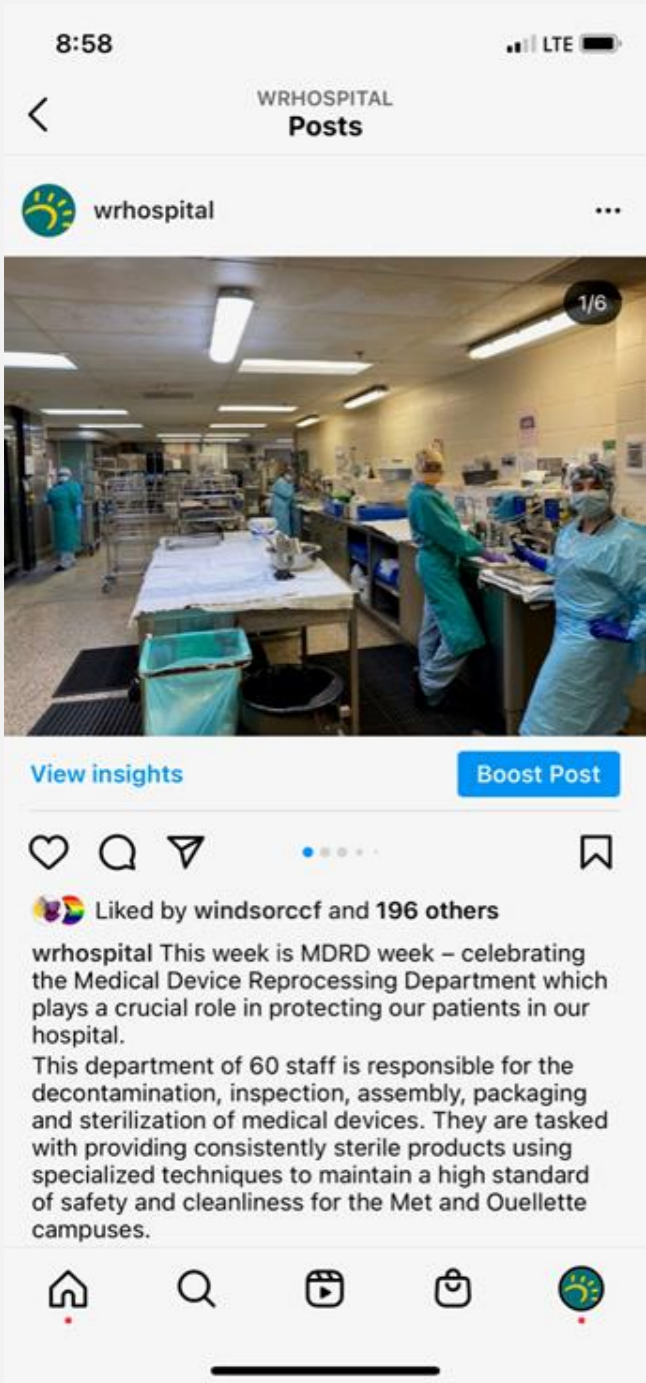 8:58
LTE
WRHOSPITAL
Posts
wrhospital
1/6
View insights
Boost Post
Liked by windsorccf and 196 others
wrhospital This week is MDRD week – celebrating
the Medical Device Reprocessing Department which
plays a crucial role in protecting our patients in our
hospital.
This department of 60 staff is responsible for the
decontamination, inspection, assembly, packaging
and sterilization of medical devices. They are tasked
with providing consistently sterile products using
specialized techniques to maintain a high standard
of safety and cleanliness for the Met and Ouellette
campuses.